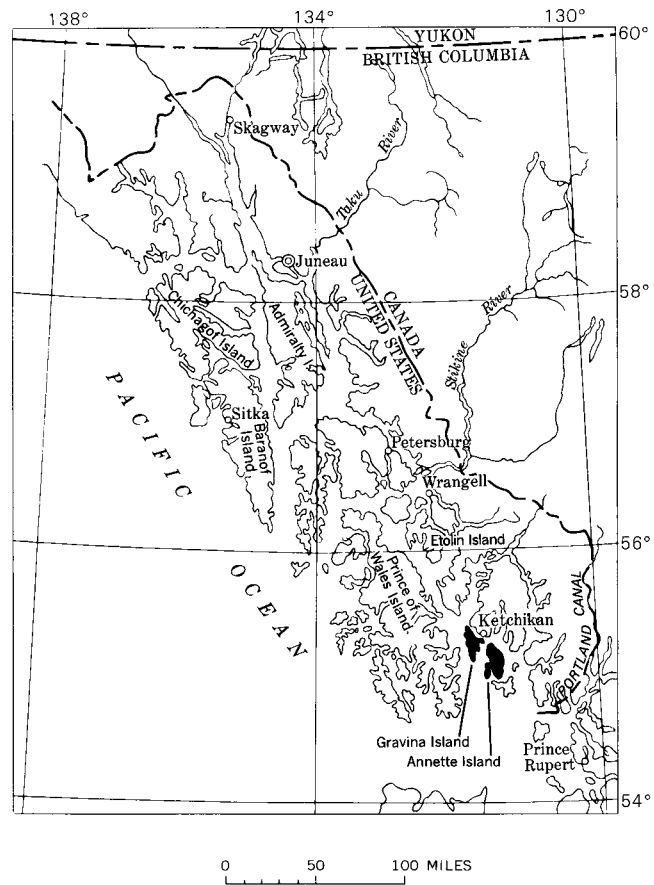 138° 134° 130°
60°
YUKON
BRITISH COLUMBIA
Skagway
Taku River
Juneau
58°
CANADA
UNITED STATES
Chichagof Island
Admiralty I
Stikine River
PACIFIC
Sitka
Baranof
Island
Petersburg
Wrangell
Etolin Island
56°
OCEAN
Prince of
Wales Island
Ketchikan
PORTLAND CANAL
Gravina Island
Annette Island
Prince
Rupert
54°
0 50 100 MILES